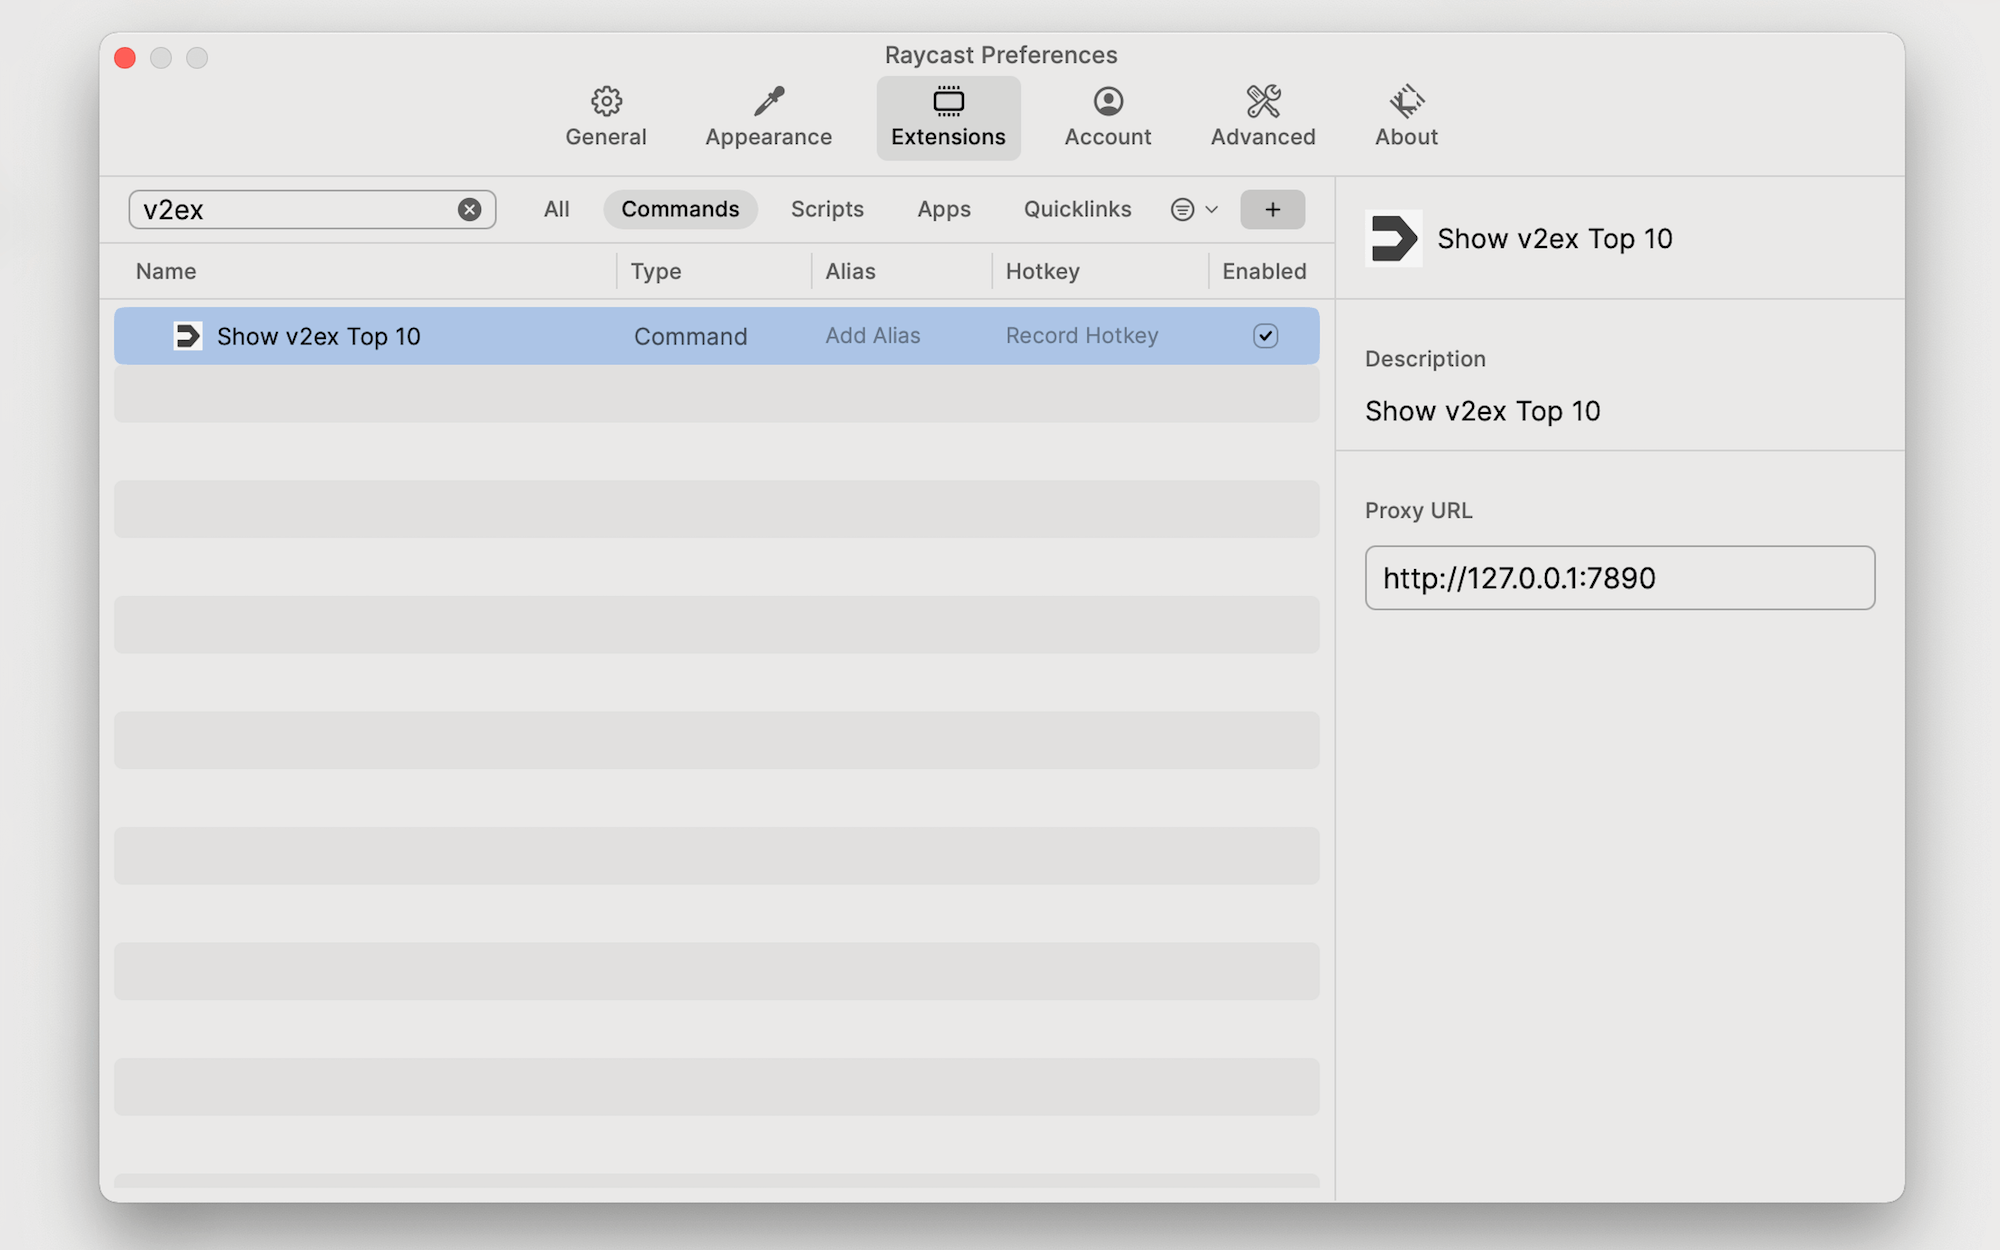 Raycast Preferences
General Appearance Extensions Account Advanced About
v2ex All Commands Scripts Apps Quicklinks +
Name Type Alias Hotkey Enabled
Show v2ex Top 10 Command Add Alias Record Hotkey
Show v2ex Top 10
Description
Show v2ex Top 10
Proxy URL
http://127.0.0.1:7890